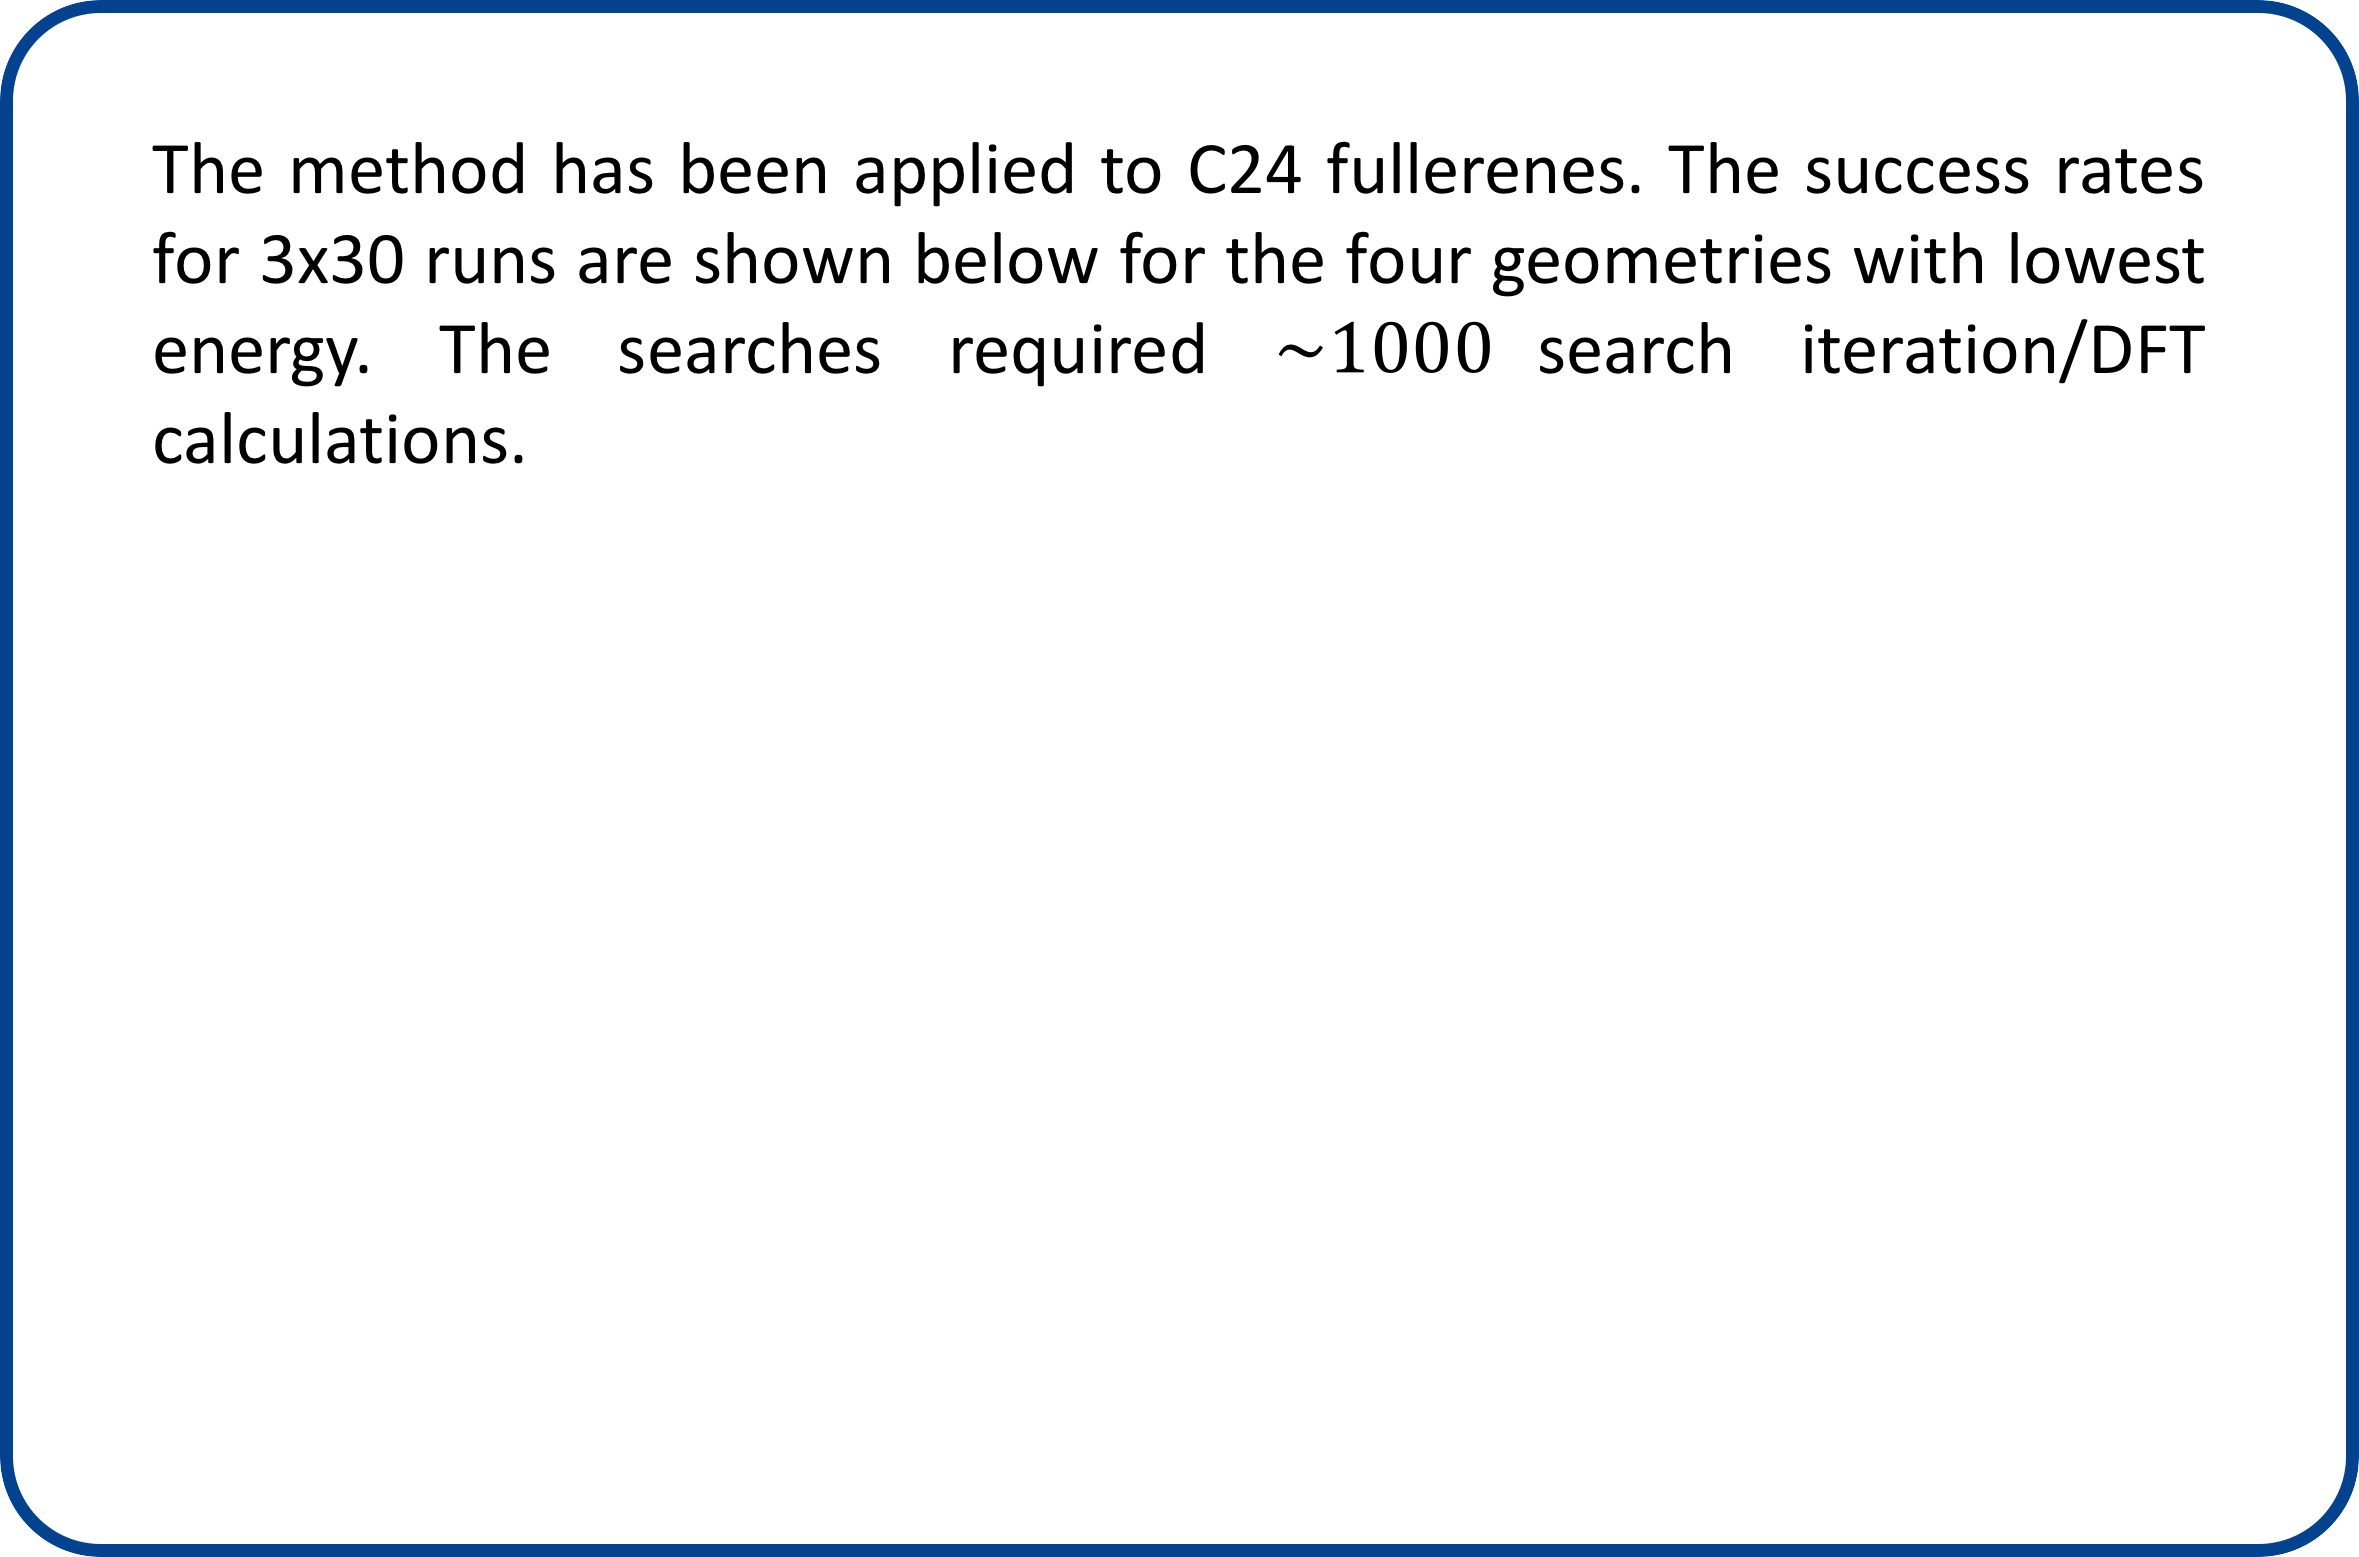 The method has been applied to C24 fullerenes. The success rates
for 3x30 runs are shown below for the four geometries with lowest
energy. The searches required ~1000 search iteration/DFT
calculations.